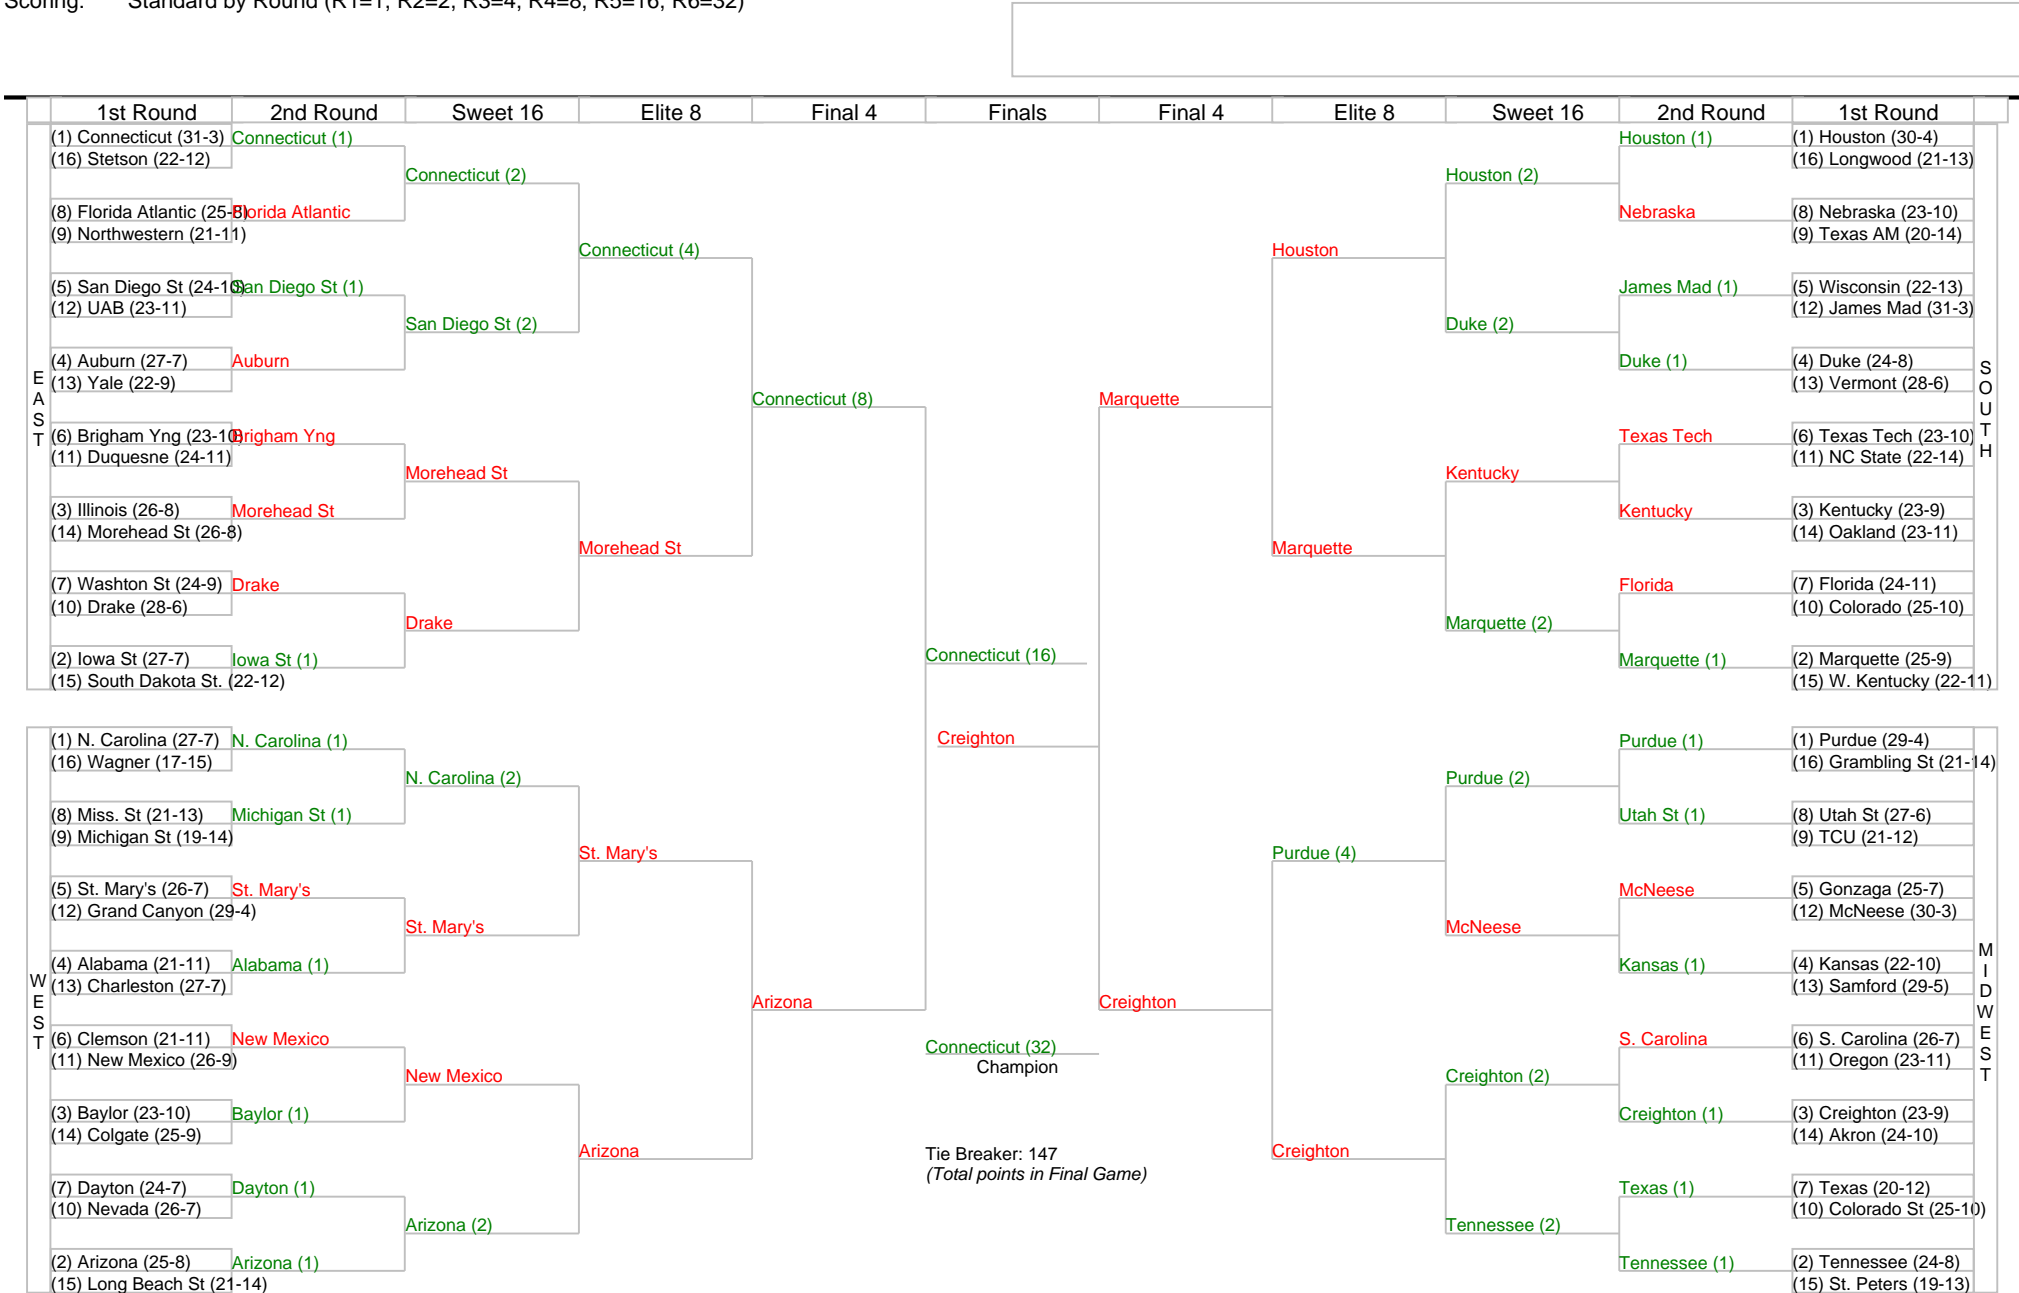 Scoring: Standard by Round (R1=1, R2=2, R3=4, R4=8, R5=16, R6=32)
1st Round 2nd Round Sweet 16 Elite 8 Final 4 Finals Final 4 Elite 8 Sweet 16 2nd Round 1st Round
EAST
(1) Connecticut (31-3)
(16) Stetson (22-12)
(8) Florida Atlantic (25-8)
(9) Northwestern (21-11)
(5) San Diego St (24-10)
(12) UAB (23-11)
(4) Auburn (27-7)
(13) Yale (22-9)
(6) Brigham Yng (23-10)
(11) Duquesne (24-11)
(3) Illinois (26-8)
(14) Morehead St (26-8)
(7) Washton St (24-9)
(10) Drake (28-6)
(2) Iowa St (27-7)
(15) South Dakota St. (22-12)
Connecticut (1)
Florida Atlantic
San Diego St (1)
Auburn
Brigham Yng
Morehead St
Drake
Iowa St (1)
Connecticut (2)
San Diego St (2)
Morehead St
Drake
Connecticut (4)
Morehead St
Connecticut (8)
WEST
(1) N. Carolina (27-7)
(16) Wagner (17-15)
(8) Miss. St (21-13)
(9) Michigan St (19-14)
(5) St. Mary's (26-7)
(12) Grand Canyon (29-4)
(4) Alabama (21-11)
(13) Charleston (27-7)
(6) Clemson (21-11)
(11) New Mexico (26-9)
(3) Baylor (23-10)
(14) Colgate (25-9)
(7) Dayton (24-7)
(10) Nevada (26-7)
(2) Arizona (25-8)
(15) Long Beach St (21-14)
N. Carolina (1)
Michigan St (1)
St. Mary's
Alabama (1)
New Mexico
Baylor (1)
Dayton (1)
Arizona (1)
N. Carolina (2)
St. Mary's
New Mexico
Arizona (2)
St. Mary's
Arizona
Arizona
Connecticut (16)
Creighton
Connecticut (32)
Champion
Tie Breaker: 147
(Total points in Final Game)
Marquette
Houston
Marquette
Houston (2)
Duke (2)
Kentucky
Marquette (2)
Houston (1)
Nebraska
James Mad (1)
Duke (1)
Texas Tech
Kentucky
Florida
Marquette (1)
(1) Houston (30-4)
(16) Longwood (21-13)
(8) Nebraska (23-10)
(9) Texas AM (20-14)
(5) Wisconsin (22-13)
(12) James Mad (31-3)
(4) Duke (24-8)
(13) Vermont (28-6)
(6) Texas Tech (23-10)
(11) NC State (22-14)
(3) Kentucky (23-9)
(14) Oakland (23-11)
(7) Florida (24-11)
(10) Colorado (25-10)
(2) Marquette (25-9)
(15) W. Kentucky (22-11)
SOUTH
Creighton
Purdue (4)
Creighton
Purdue (2)
McNeese
Creighton (2)
Tennessee (2)
Purdue (1)
Utah St (1)
McNeese
Kansas (1)
S. Carolina
Creighton (1)
Texas (1)
Tennessee (1)
(1) Purdue (29-4)
(16) Grambling St (21-14)
(8) Utah St (27-6)
(9) TCU (21-12)
(5) Gonzaga (25-7)
(12) McNeese (30-3)
(4) Kansas (22-10)
(13) Samford (29-5)
(6) S. Carolina (26-7)
(11) Oregon (23-11)
(3) Creighton (23-9)
(14) Akron (24-10)
(7) Texas (20-12)
(10) Colorado St (25-10)
(2) Tennessee (24-8)
(15) St. Peters (19-13)
MIDWEST